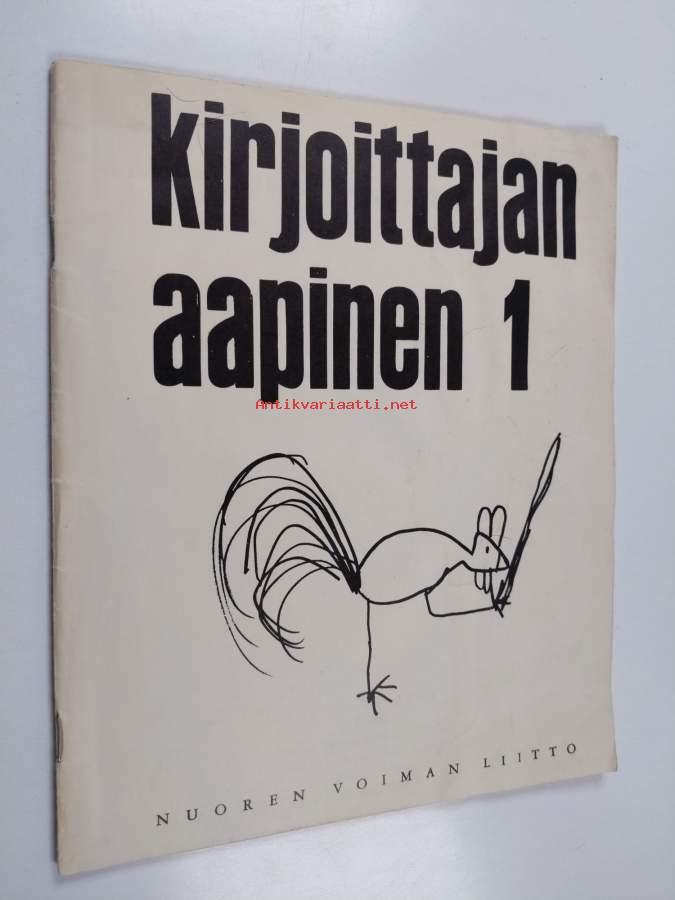 kirjoittajan
aapinen 1
Antikvariaatti.net
NUOREN VOIMAN LIITTO